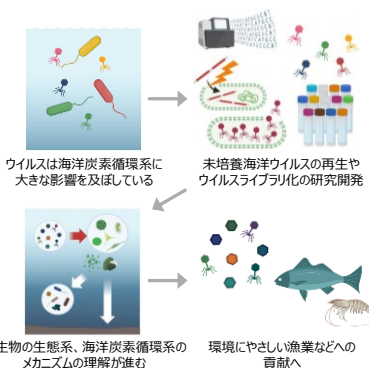 ウイルスは海洋炭素循環系に
大きな影響を及ぼしている
未培養海洋ウイルスの再生や
ウイルスライブラリ化の研究開発
生物の生態系、海洋炭素循環系の
メカニズムの理解が進む
環境にやさしい漁業などへの
貢献へ